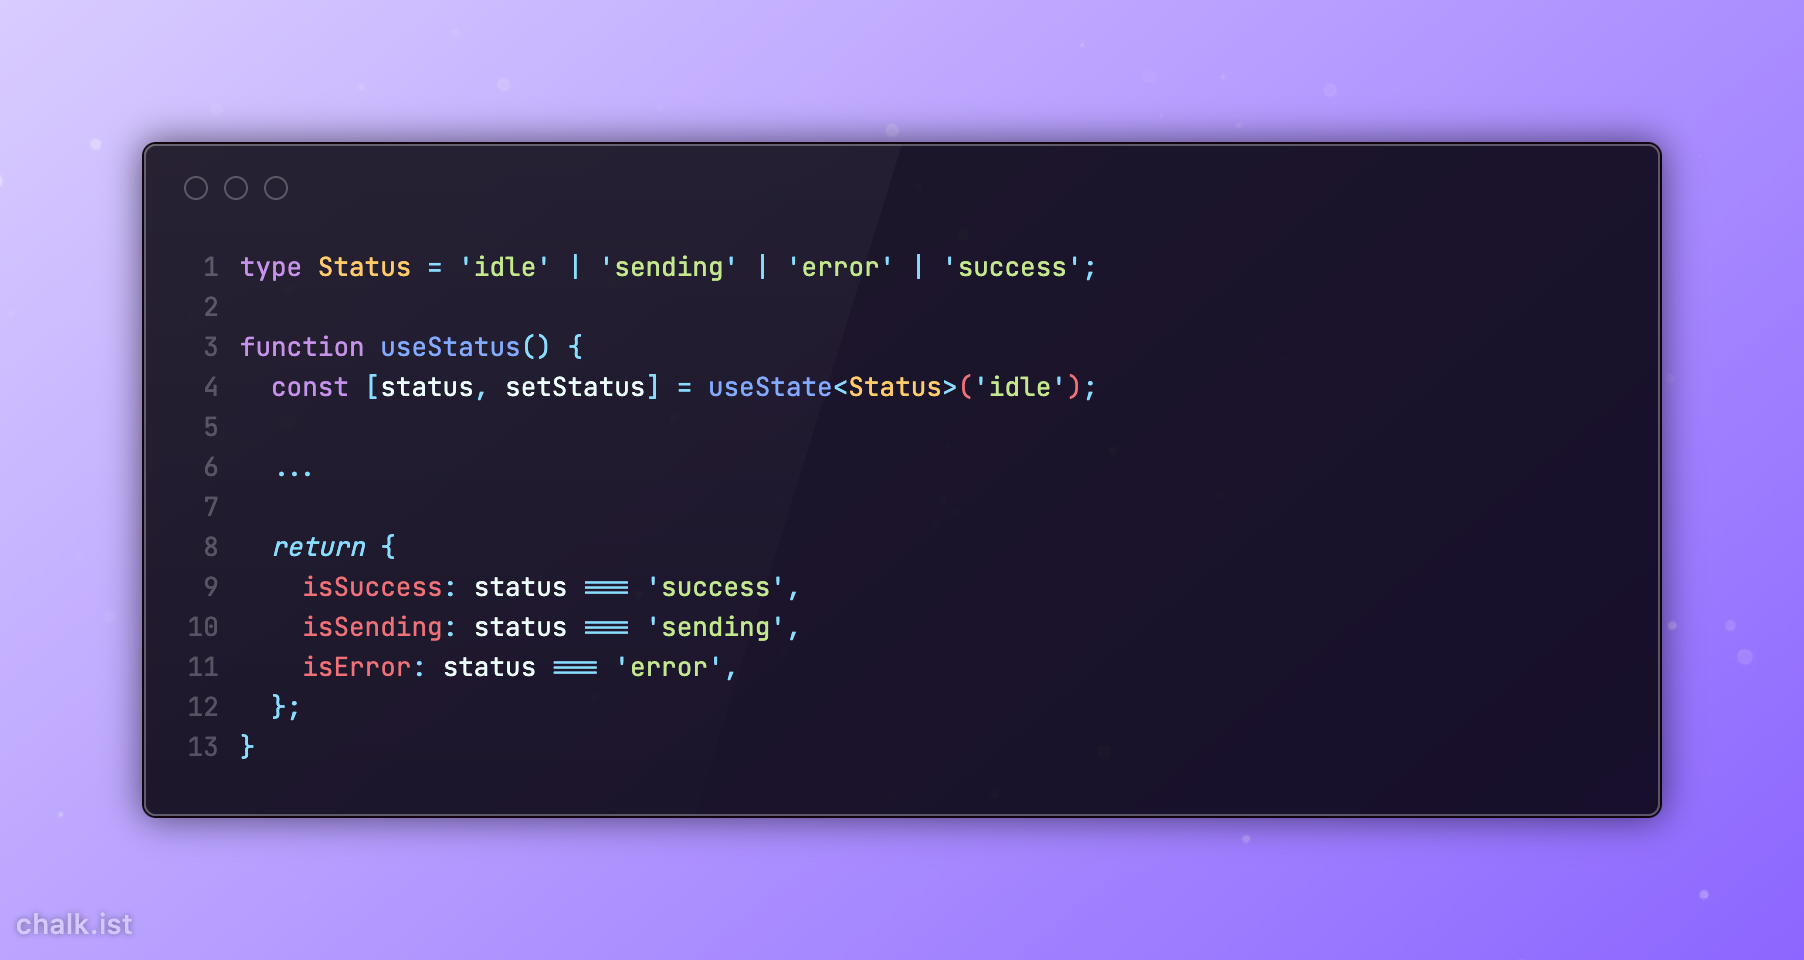 1 type Status = 'idle' | 'sending' | 'error' | 'success';
2
3 function useStatus() {
4   const [status, setStatus] = useState<Status>('idle');
5
6   ...
7
8   return {
9     isSuccess: status === 'success',
10     isSending: status === 'sending',
11     isError: status === 'error',
12   };
13 }
chalk.ist